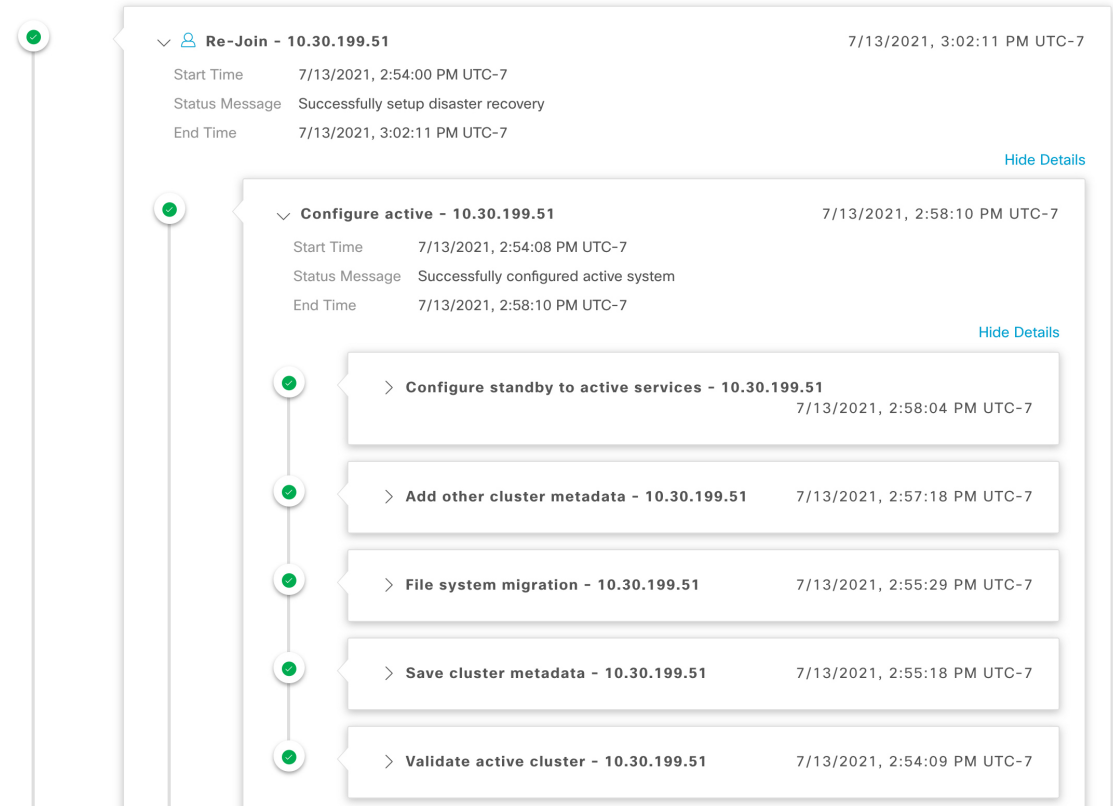 Re-Join - 10.30.199.51 7/13/2021, 3:02:11 PM UTC-7
Start Time 7/13/2021, 2:54:00 PM UTC-7
Status Message Successfully setup disaster recovery
End Time 7/13/2021, 3:02:11 PM UTC-7
Hide Details
Configure active - 10.30.199.51 7/13/2021, 2:58:10 PM UTC-7
Start Time 7/13/2021, 2:54:08 PM UTC-7
Status Message Successfully configured active system
End Time 7/13/2021, 2:58:10 PM UTC-7
Hide Details
Configure standby to active services - 10.30.199.51
7/13/2021, 2:58:04 PM UTC-7
Add other cluster metadata - 10.30.199.51 7/13/2021, 2:57:18 PM UTC-7
File system migration - 10.30.199.51 7/13/2021, 2:55:29 PM UTC-7
Save cluster metadata - 10.30.199.51 7/13/2021, 2:55:18 PM UTC-7
Validate active cluster - 10.30.199.51 7/13/2021, 2:54:09 PM UTC-7